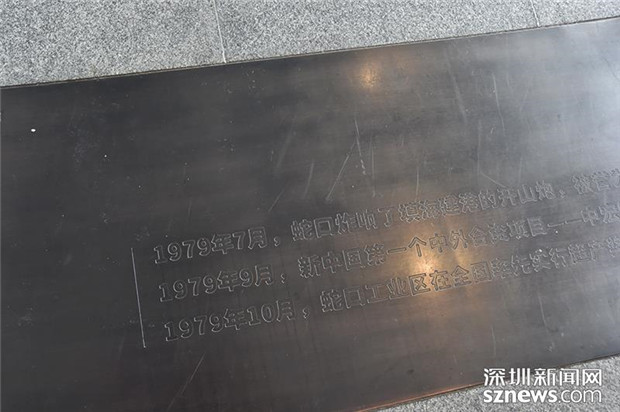 1979年7月，蛇口炸响了填海建港的开山炮，被
1979年9月，新中国第一个中外合资项目——中
1979年10月，蛇口工业区在全国率先实行
深圳新闻网
sznews.com